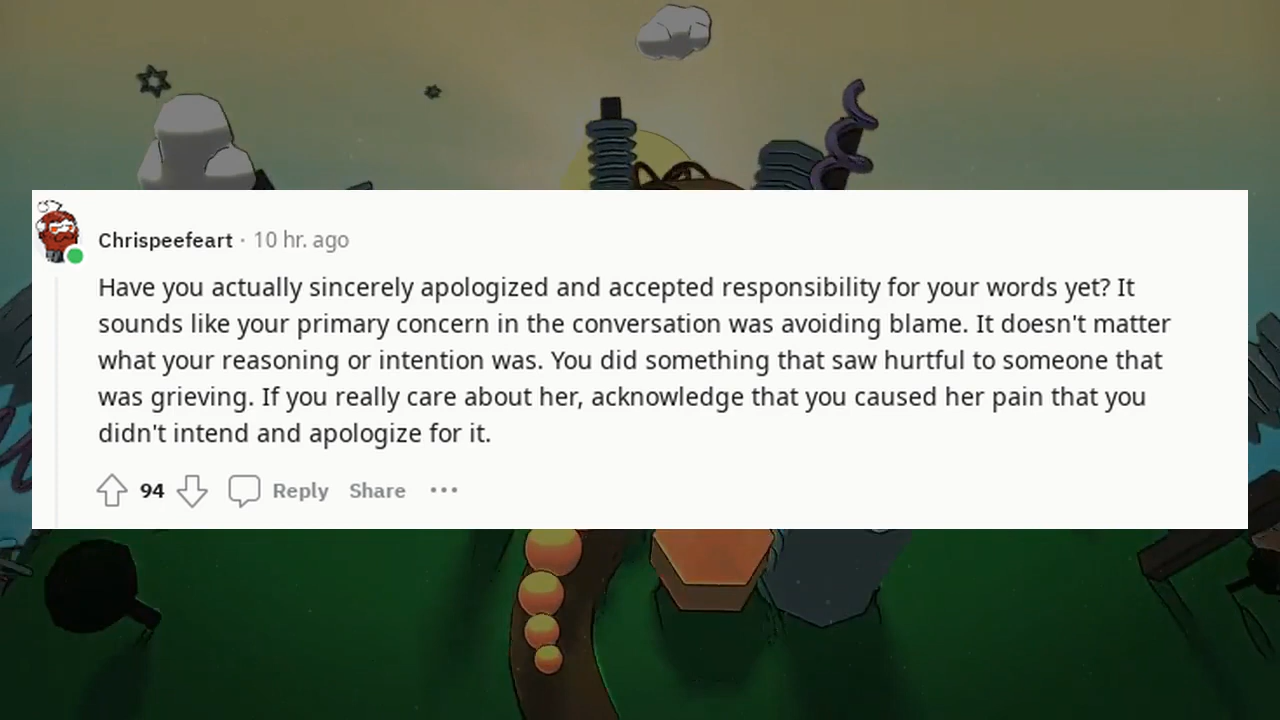 Chrispeefeart · 10 hr. ago
Have you actually sincerely apologized and accepted responsibility for your words yet? It
sounds like your primary concern in the conversation was avoiding blame. It doesn't matter
what your reasoning or intention was. You did something that saw hurtful to someone that
was grieving. If you really care about her, acknowledge that you caused her pain that you
didn't intend and apologize for it.
94 Reply Share ···